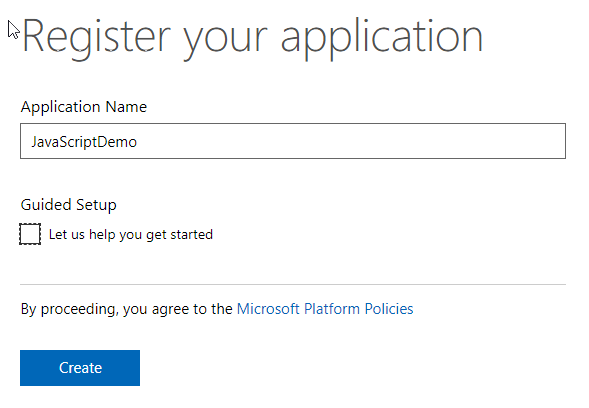 Register your application
Application Name
JavaScriptDemo
Guided Setup
Let us help you get started
By proceeding, you agree to the Microsoft Platform Policies
Create